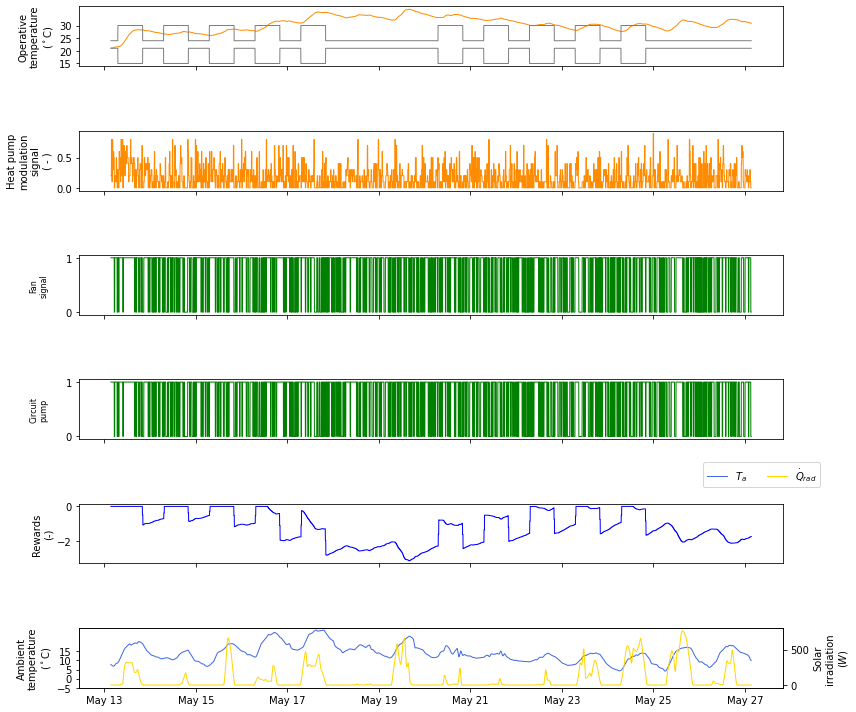 Operative
temperature
(°C)
30
25
20
15
Heat pump
modulation
signal
( - )
0.5
0.0
Fan
signal
1
0
Circuit
pump
1
0
T_a
Q̇_rad
Rewards
(-)
0
−2
Ambient
temperature
(°C)
15
10
5
0
−5
500
0
Solar
irradiation
(W)
May 13
May 15
May 17
May 19
May 21
May 23
May 25
May 27